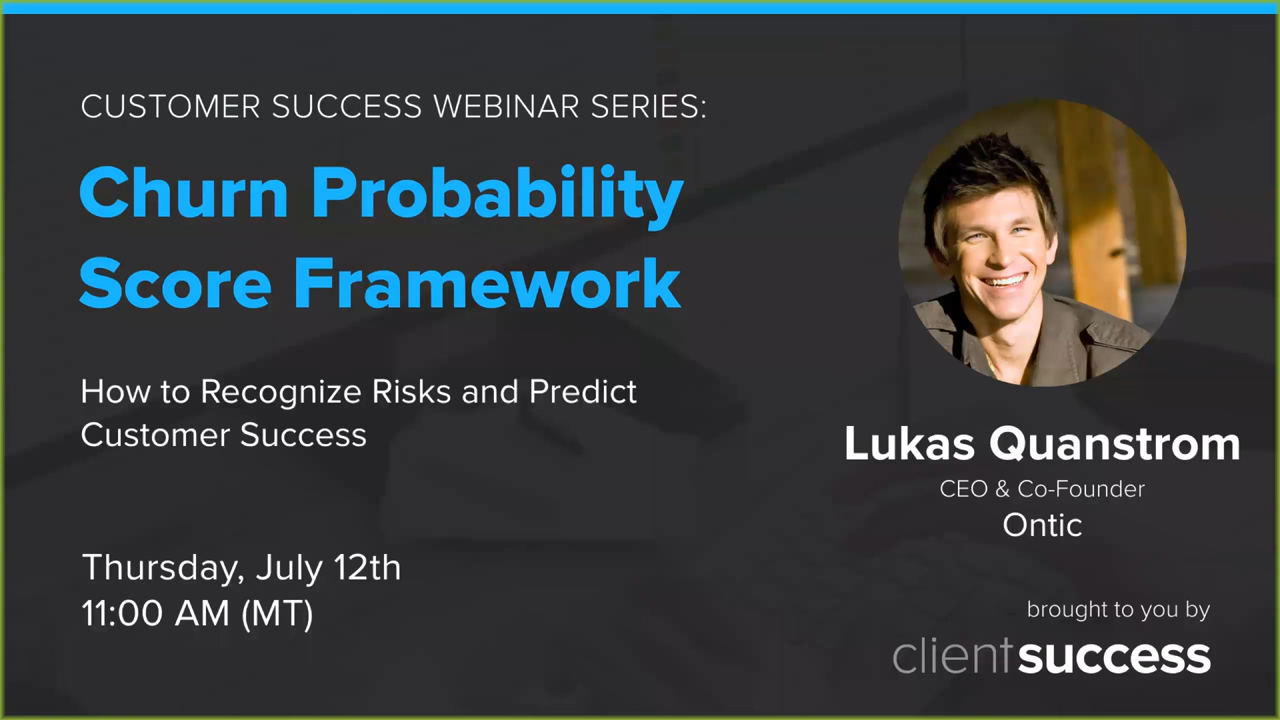 CUSTOMER SUCCESS WEBINAR SERIES:
Churn Probability
Score Framework
How to Recognize Risks and Predict
Customer Success
Thursday, July 12th
11:00 AM (MT)
Lukas Quanstrom
CEO & Co-Founder
Ontic
brought to you by
clientsuccess